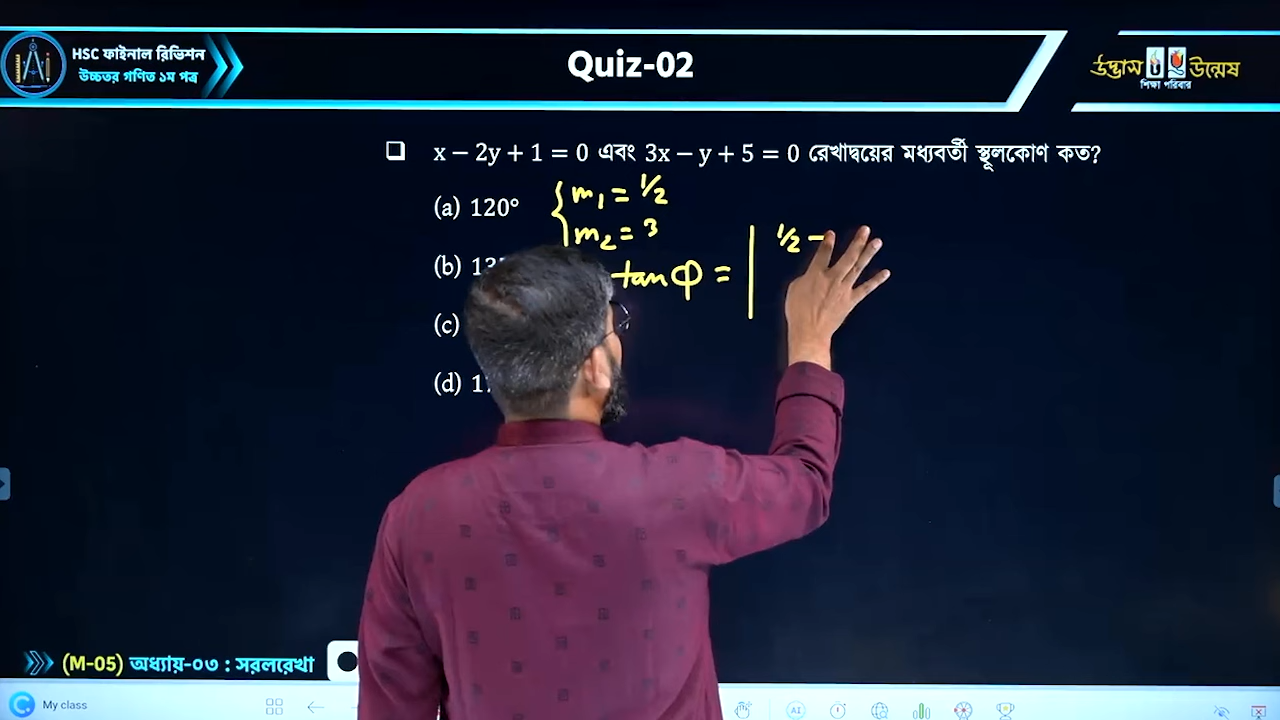 HSC ফাইনাল রিভিশন
উচ্চতর গণিত ১ম পত্র
Quiz-02
উদ্ভাস উন্মেষ
শিক্ষা পরিবার
x − 2y + 1 = 0 এবং 3x − y + 5 = 0 রেখাদ্বয়ের মধ্যবর্তী স্থূলকোণ কত?
(a) 120°
m₁ = ½
m₂ = 3
(b)
tan φ = | ½ −
(c)
(d)
(M-05) অধ্যায়-০৩ : সরলরেখা
My class
AI